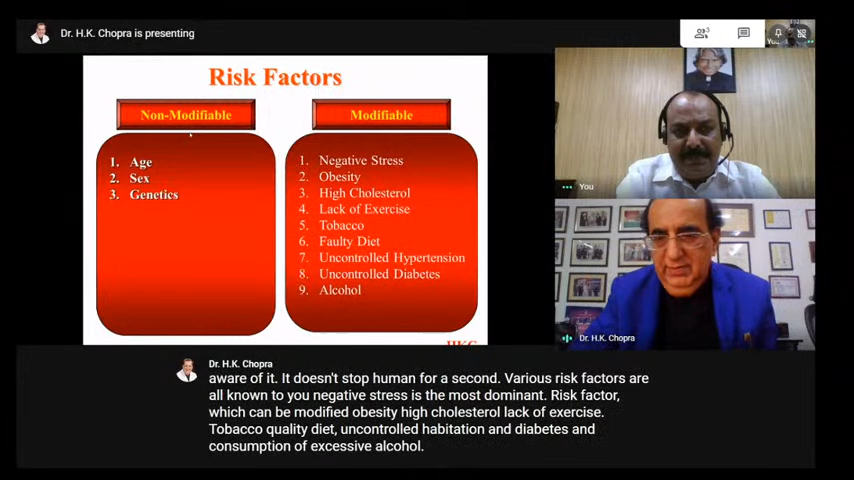 Dr. H.K. Chopra is presenting
3
You
Risk Factors
Non-Modifiable
1. Age
2. Sex
3. Genetics
Modifiable
1. Negative Stress
2. Obesity
3. High Cholesterol
4. Lack of Exercise
5. Tobacco
6. Faulty Diet
7. Uncontrolled Hypertension
8. Uncontrolled Diabetes
9. Alcohol
HKC
You
Dr. H.K. Chopra
Dr. H.K. Chopra
aware of it. It doesn't stop human for a second. Various risk factors are
all known to you negative stress is the most dominant. Risk factor,
which can be modified obesity high cholesterol lack of exercise.
Tobacco quality diet, uncontrolled habitation and diabetes and
consumption of excessive alcohol.